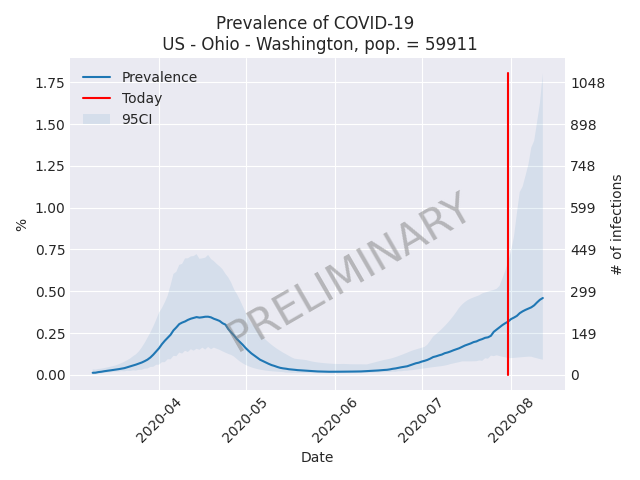 Prevalence of COVID-19
US - Ohio - Washington, pop. = 59911
Prevalence
Today
95CI
1.75
1.50
1.25
1.00
0.75
0.50
0.25
0.00
%
1048
898
748
599
449
299
149
0
# of infections
PRELIMINARY
2020-04
2020-05
2020-06
2020-07
2020-08
Date